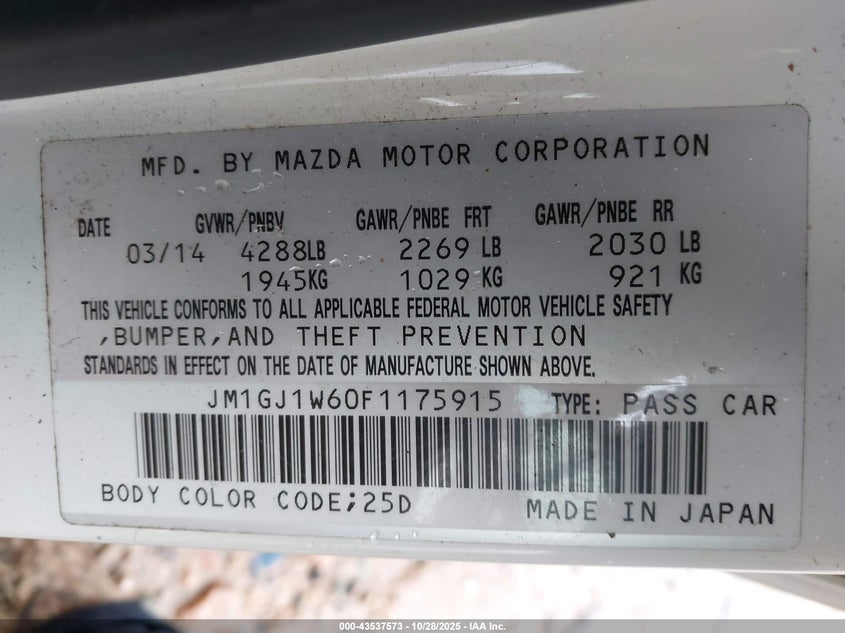 MFD. BY MAZDA MOTOR CORPORATION
DATE GVWR/PNBV GAWR/PNBE FRT GAWR/PNBE RR
03/14 4288LB 2269 LB 2030 LB
1945KG 1029 KG 921 KG
THIS VEHICLE CONFORMS TO ALL APPLICABLE FEDERAL MOTOR VEHICLE SAFETY
,BUMPER,AND THEFT PREVENTION
STANDARDS IN EFFECT ON THE DATE OF MANUFACTURE SHOWN ABOVE.
JM1GJ1W60F1175915 TYPE: PASS CAR
BODY COLOR CODE;25D MADE IN JAPAN
000-43537573 - 10/28/2025 - IAA Inc.